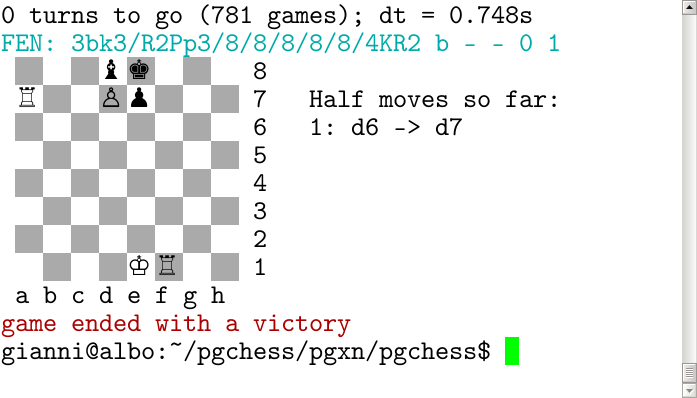 0 turns to go (781 games); dt = 0.748s
FEN: 3bk3/R2Pp3/8/8/8/8/8/4KR2 b - - 0 1
♝♚ 8
♖ ♙♟ 7 Half moves so far:
6 1: d6 -> d7
5
4
3
2
♔♖ 1
a b c d e f g h
game ended with a victory
gianni@albo:~/pgchess/pgxn/pgchess$